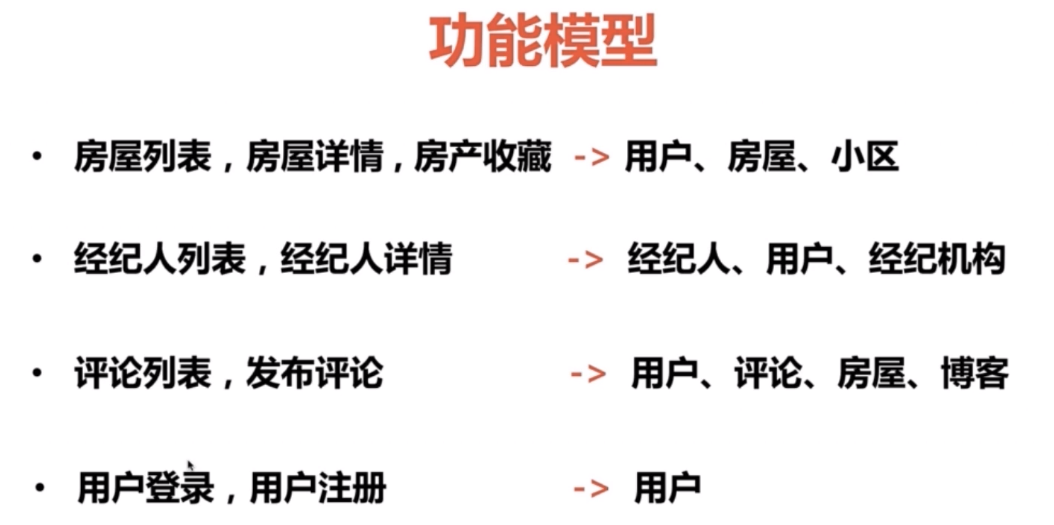 功能模型
• 房屋列表，房屋详情，房产收藏 -> 用户、房屋、小区
• 经纪人列表，经纪人详情 -> 经纪人、用户、经纪机构
• 评论列表，发布评论 -> 用户、评论、房屋、博客
• 用户登录，用户注册 -> 用户